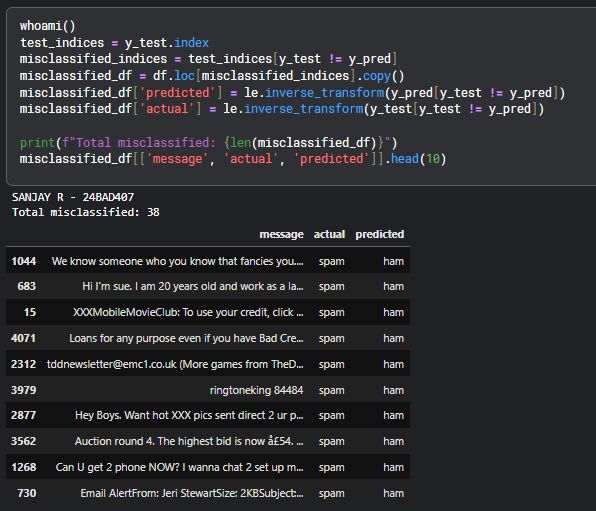 whoami()
test_indices = y_test.index
misclassified_indices = test_indices[y_test != y_pred]
misclassified_df = df.loc[misclassified_indices].copy()
misclassified_df['predicted'] = le.inverse_transform(y_pred[y_test != y_pred])
misclassified_df['actual'] = le.inverse_transform(y_test[y_test != y_pred])
print(f"Total misclassified: {len(misclassified_df)}")
misclassified_df[['message', 'actual', 'predicted']].head(10)
SANJAY R - 24BAD407
Total misclassified: 38
message actual predicted
1044 We know someone who you know that fancies you.... spam ham
683 Hi I'm sue. I am 20 years old and work as a la... spam ham
15 XXXMobileMovieClub: To use your credit, click ... spam ham
4071 Loans for any purpose even if you have Bad Cre... spam ham
2312 tddnewsletter@emc1.co.uk (More games from TheD... spam ham
3979 ringtoneking 84484 spam ham
2877 Hey Boys. Want hot XXX pics sent direct 2 ur p... spam ham
3562 Auction round 4. The highest bid is now å£54. ... spam ham
1268 Can U get 2 phone NOW? I wanna chat 2 set up m... spam ham
730 Email AlertFrom: Jeri StewartSize: 2KBSubject:... spam ham